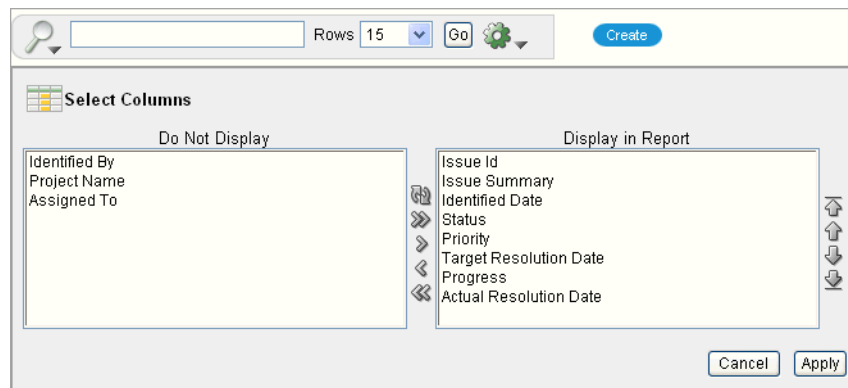 Rows 15 Go Create
Select Columns
Do Not Display
Identified By
Project Name
Assigned To
Display in Report
Issue Id
Issue Summary
Identified Date
Status
Priority
Target Resolution Date
Progress
Actual Resolution Date
Cancel Apply